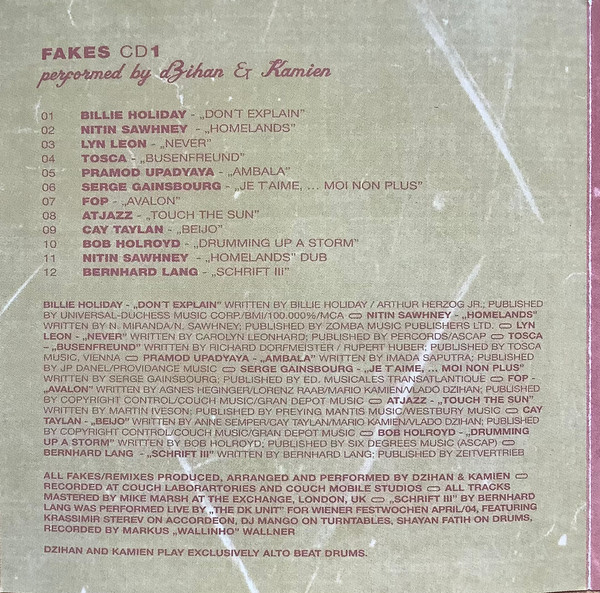 FAKES CD1
performed by dZihan & Kamien
01 BILLIE HOLIDAY - „DON'T EXPLAIN"
02 NITIN SAWHNEY - „HOMELANDS"
03 LYN LEON - „NEVER"
04 TOSCA - „BUSENFREUND"
05 PRAMOD UPADYAYA - „AMBALA"
06 SERGE GAINSBOURG - „JE T'AIME, ... MOI NON PLUS"
07 FOP - „AVALON"
08 ATJAZZ - „TOUCH THE SUN"
09 CAY TAYLAN - „BEIJO"
10 BOB HOLROYD - „DRUMMING UP A STORM"
11 NITIN SAWHNEY - „HOMELANDS" DUB
12 BERNHARD LANG - „SCHRIFT III"
BILLIE HOLIDAY - „DON'T EXPLAIN" WRITTEN BY BILLIE HOLIDAY / ARTHUR HERZOG JR.; PUBLISHED
BY UNIVERSAL-DUCHESS MUSIC CORP./BMI/100.000%/MCA NITIN SAWHNEY - „HOMELANDS"
WRITTEN BY N. MIRANDA/N. SAWHNEY; PUBLISHED BY ZOMBA MUSIC PUBLISHERS LTD. LYN
LEON - „NEVER" WRITTEN BY CAROLYN LEONHARD; PUBLISHED BY PERCORDS/ASCAP TOSCA
- „BUSENFREUND" WRITTEN BY RICHARD DORFMEISTER / RUPERT HUBER; PUBLISHED BY TOSCA
MUSIC, VIENNA PRAMOD UPADYAYA - „AMBALA" WRITTEN BY IMADA SAPUTRA; PUBLISHED
BY JP DANEL/PROVIDANCE MUSIC SERGE GAINSBOURG - „JE T'AIME, ... MOI NON PLUS"
WRITTEN BY SERGE GAINSBOURG; PUBLISHED BY ED. MUSICALES TRANSATLANTIQUE FOP -
„AVALON" WRITTEN BY AGNES HEGINGER/LORENZ RAAB/MARIO KAMIEN/VLADO DZIHAN; PUBLISHED
BY COPYRIGHT CONTROL/COUCH MUSIC/GRAN DEPOT MUSIC ATJAZZ - „TOUCH THE SUN"
WRITTEN BY MARTIN IVESON; PUBLISHED BY PREYING MANTIS MUSIC/WESTBURY MUSIC CAY
TAYLAN - „BEIJO" WRITTEN BY ANNE SEMPER/CAY TAYLAN/MARIO KAMIEN/VLADO DZIHAN; PUBLISHED
BY COPYRIGHT CONTROL/COUCH MUSIC/GRAN DEPOT MUSIC BOB HOLROYD - „DRUMMING
UP A STORM" WRITTEN BY BOB HOLROYD; PUBLISHED BY SIX DEGREES MUSIC (ASCAP)
BERNHARD LANG - „SCHRIFT III" WRITTEN BY BERNHARD LANG; PUBLISHED BY ZEITVERTRIEB
ALL FAKES/REMIXES PRODUCED, ARRANGED AND PERFORMED BY DZIHAN & KAMIEN
RECORDED AT COUCH LABORARTORIES AND COUCH MOBILE STUDIOS ALL TRACKS
MASTERED BY MIKE MARSH AT THE EXCHANGE, LONDON, UK „SCHRIFT III" BY BERNHARD
LANG WAS PERFORMED LIVE BY „THE DK UNIT" FOR WIENER FESTWOCHEN APRIL/04, FEATURING
KRASSIMIR STEREV ON ACCORDEON, DJ MANGO ON TURNTABLES, SHAYAN FATIH ON DRUMS,
RECORDED BY MARKUS „WALLINHO" WALLNER
DZIHAN AND KAMIEN PLAY EXCLUSIVELY ALTO BEAT DRUMS.